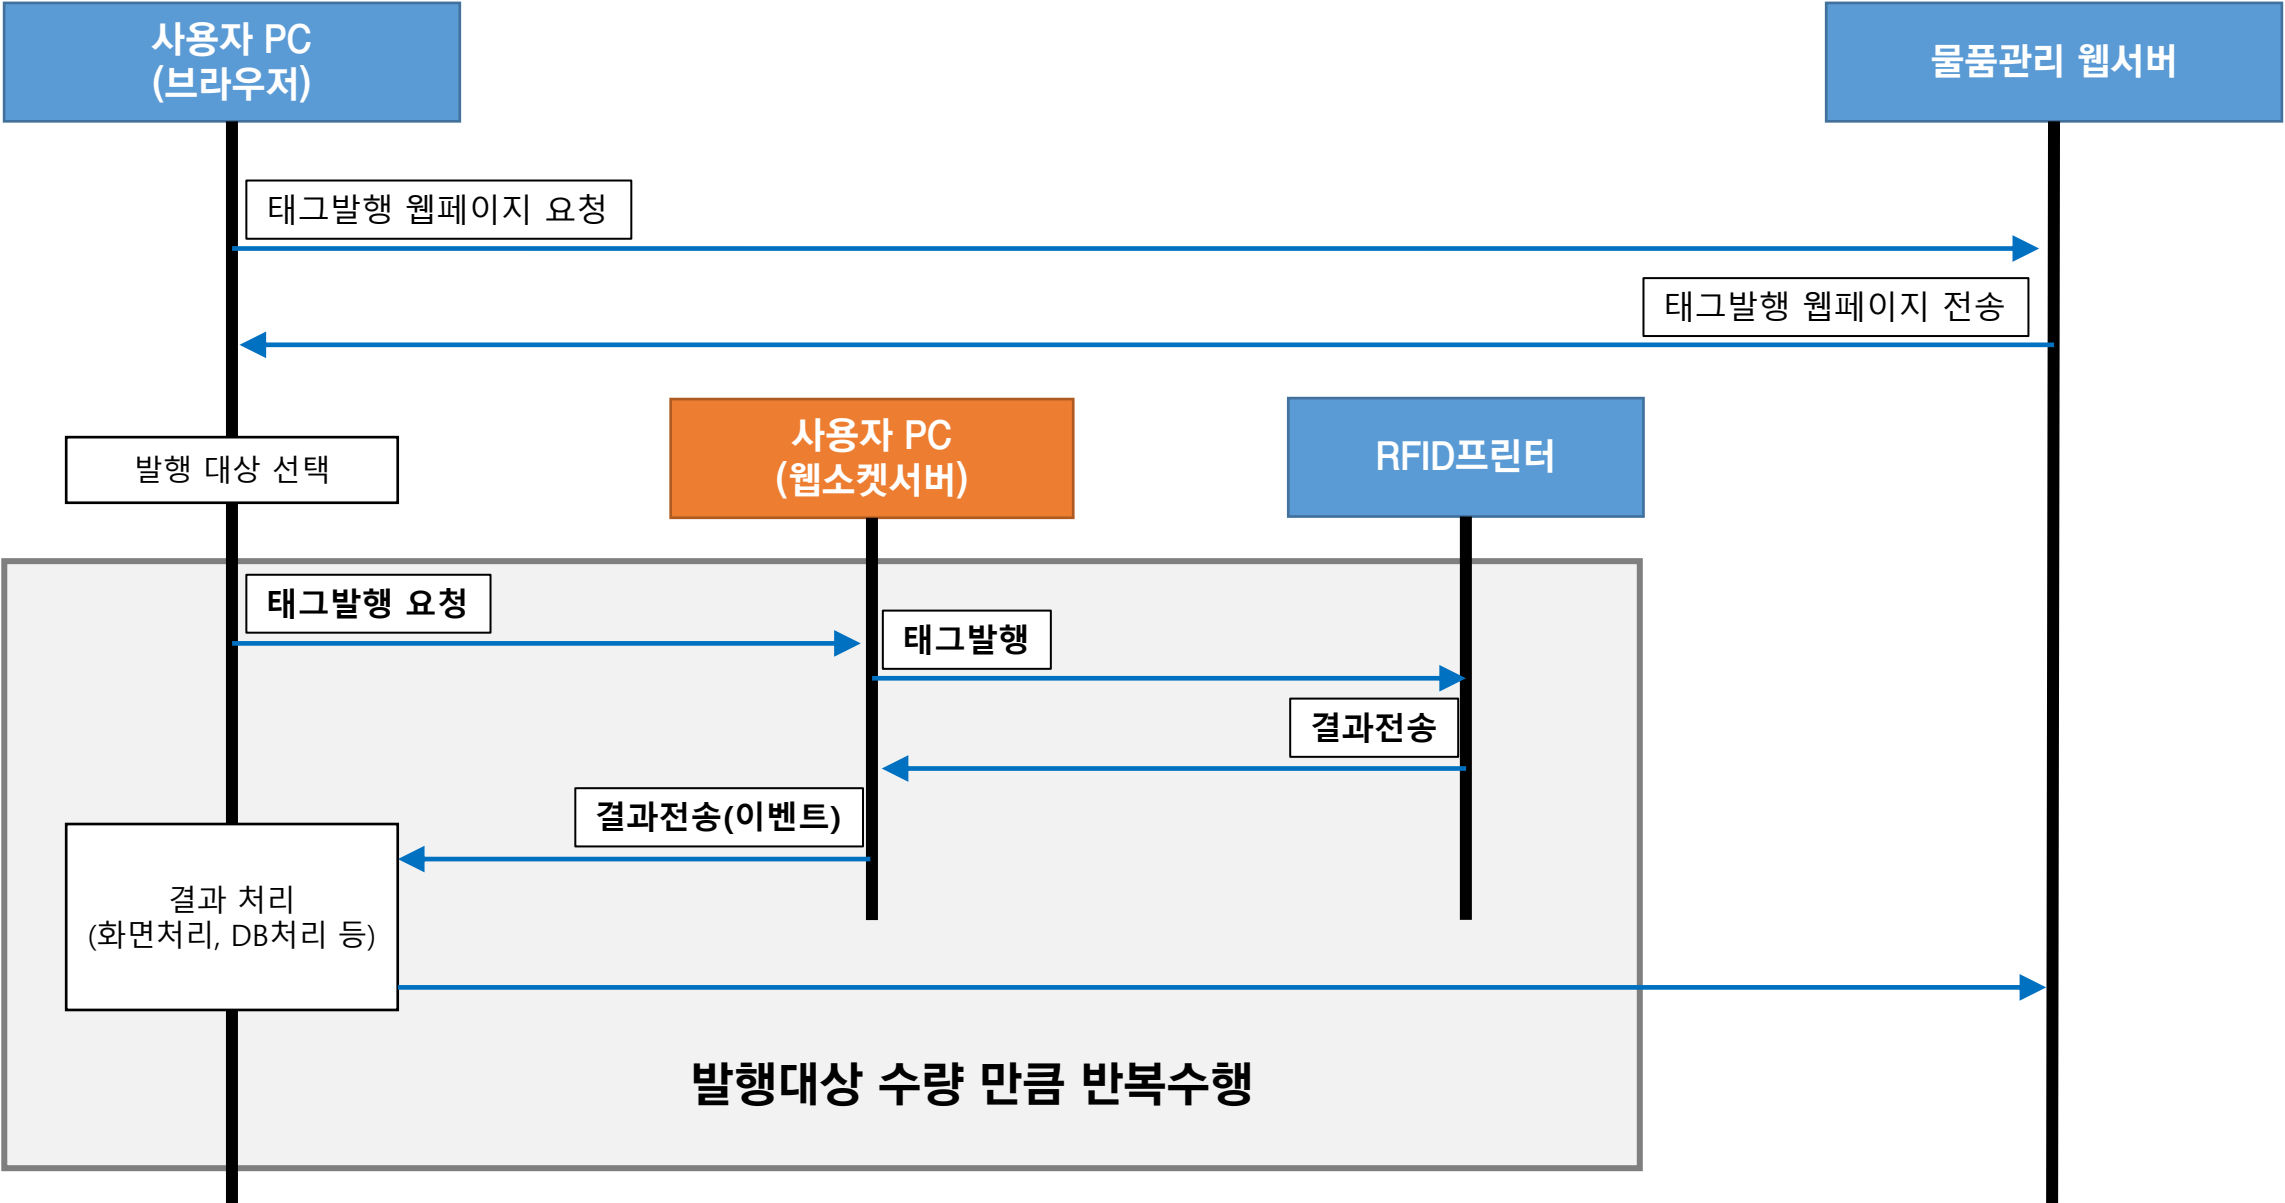 사용자 PC
(브라우저)
물품관리 웹서버
태그발행 웹페이지 요청
태그발행 웹페이지 전송
사용자 PC
(웹소켓서버)
RFID프린터
발행 대상 선택
태그발행 요청
태그발행
결과전송
결과전송(이벤트)
결과 처리
(화면처리, DB처리 등)
발행대상 수량 만큼 반복수행